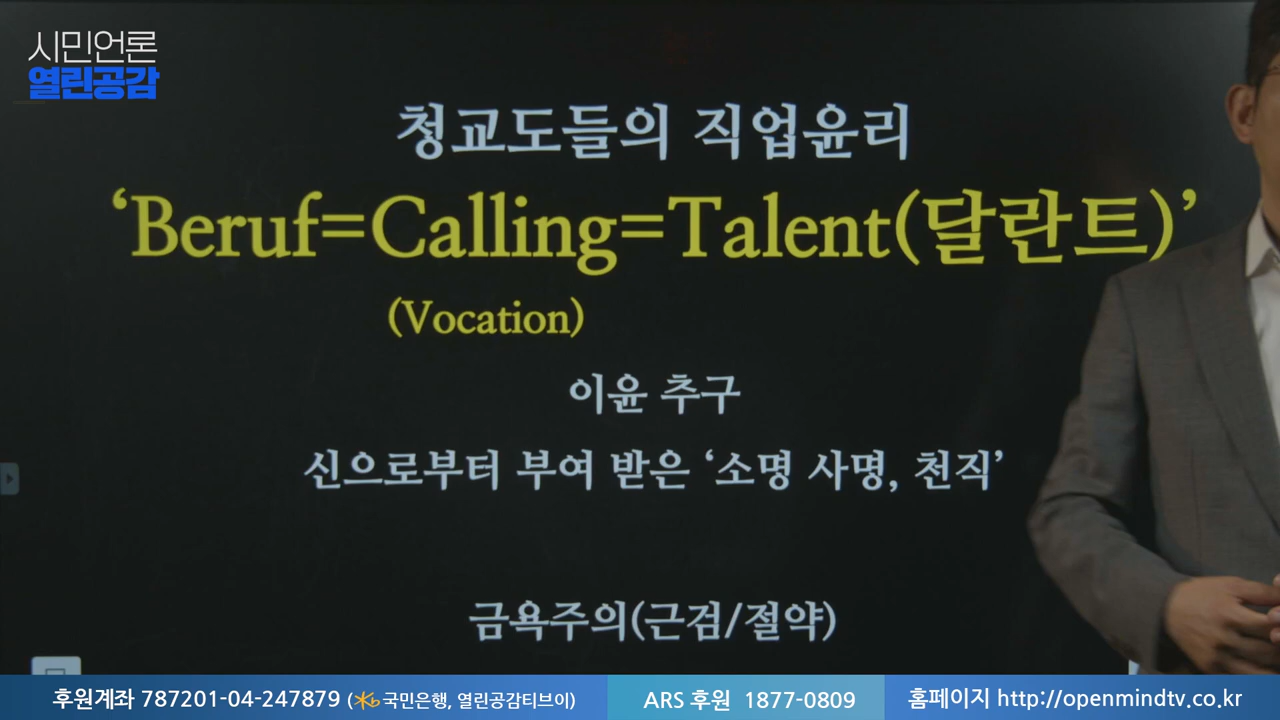 시민언론
열린공감
청교도들의 직업윤리
‘Beruf=Calling=Talent(달란트)’
(Vocation)
이윤 추구
신으로부터 부여 받은 ‘소명 사명, 천직’
금욕주의(근검/절약)
후원계좌 787201-04-247879 (국민은행, 열린공감티브이) ARS 후원 1877-0809 홈페이지 http://openmindtv.co.kr